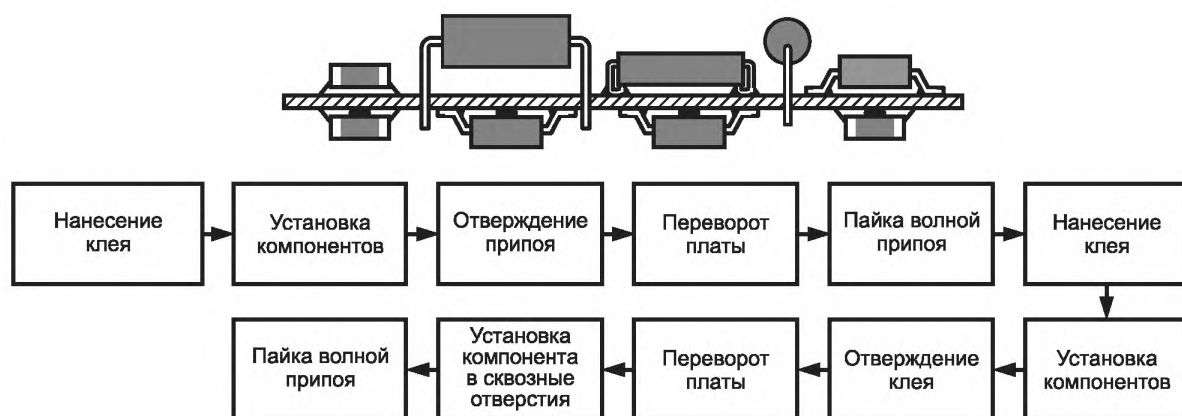 Нанесение
клея
Установка
компонентов
Отверждение
припоя
Переворот
платы
Пайка волной
припоя
Нанесение
клея
Пайка волной
припоя
Установка
компонента
в сквозные
отверстия
Переворот
платы
Отверждение
клея
Установка
компонентов